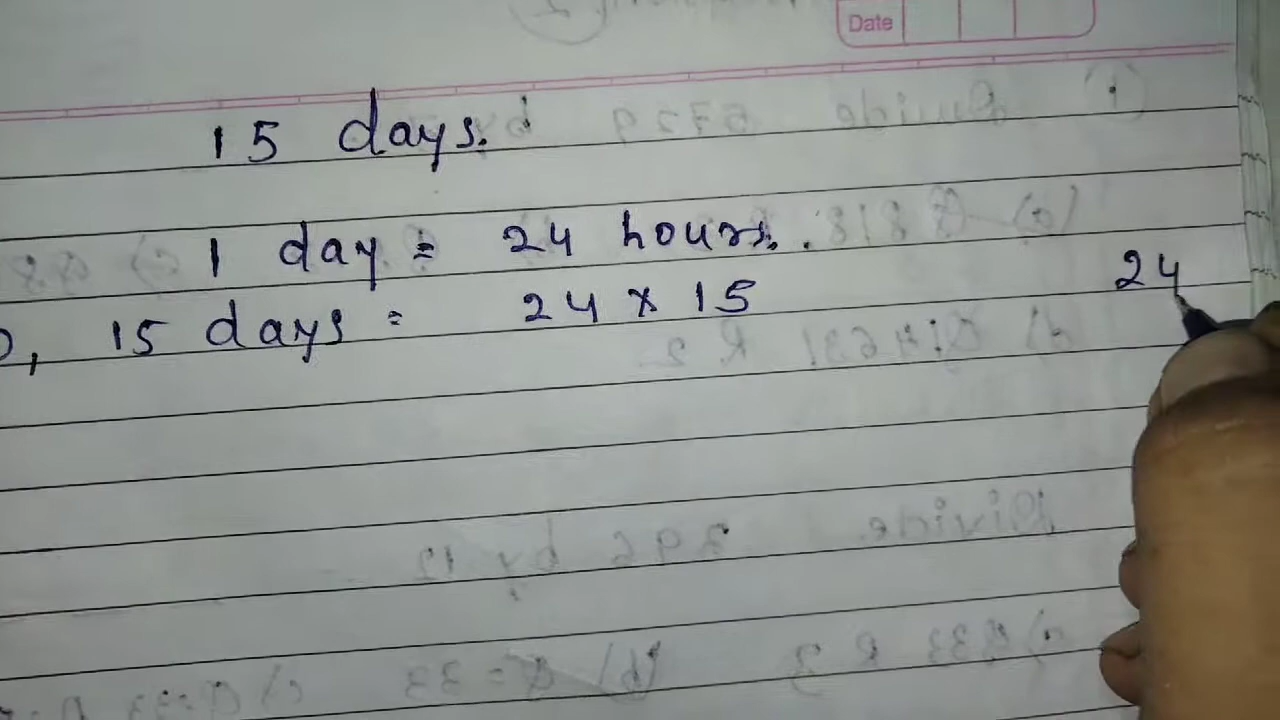 Date
15 days.
1 day = 24 hours.
15 days = 24 x 15
24